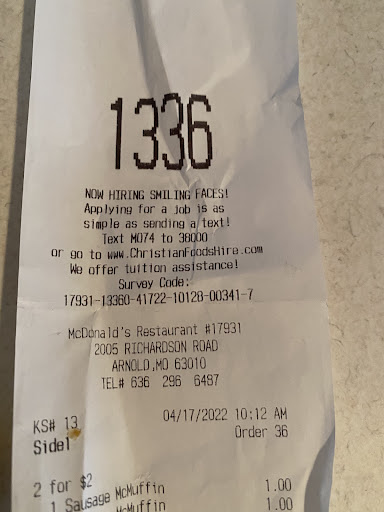 1336
NOW HIRING SMILING FACES!
Applying for a job is as
simple as sending a text!
Text MO74 to 38000
or go to www.ChristianFoodsHire.com
We offer tuition assistance!
Survey Code:
17931-13360-41722-10128-00341-7
McDonald's Restaurant #17931
2005 RICHARDSON ROAD
ARNOLD,MO 63010
TEL# 636 296 6487
KS# 13 04/17/2022 10:12 AM
Side1 Order 36
2 for $2
1 Sausage McMuffin 1.00
McMuffin 1.00